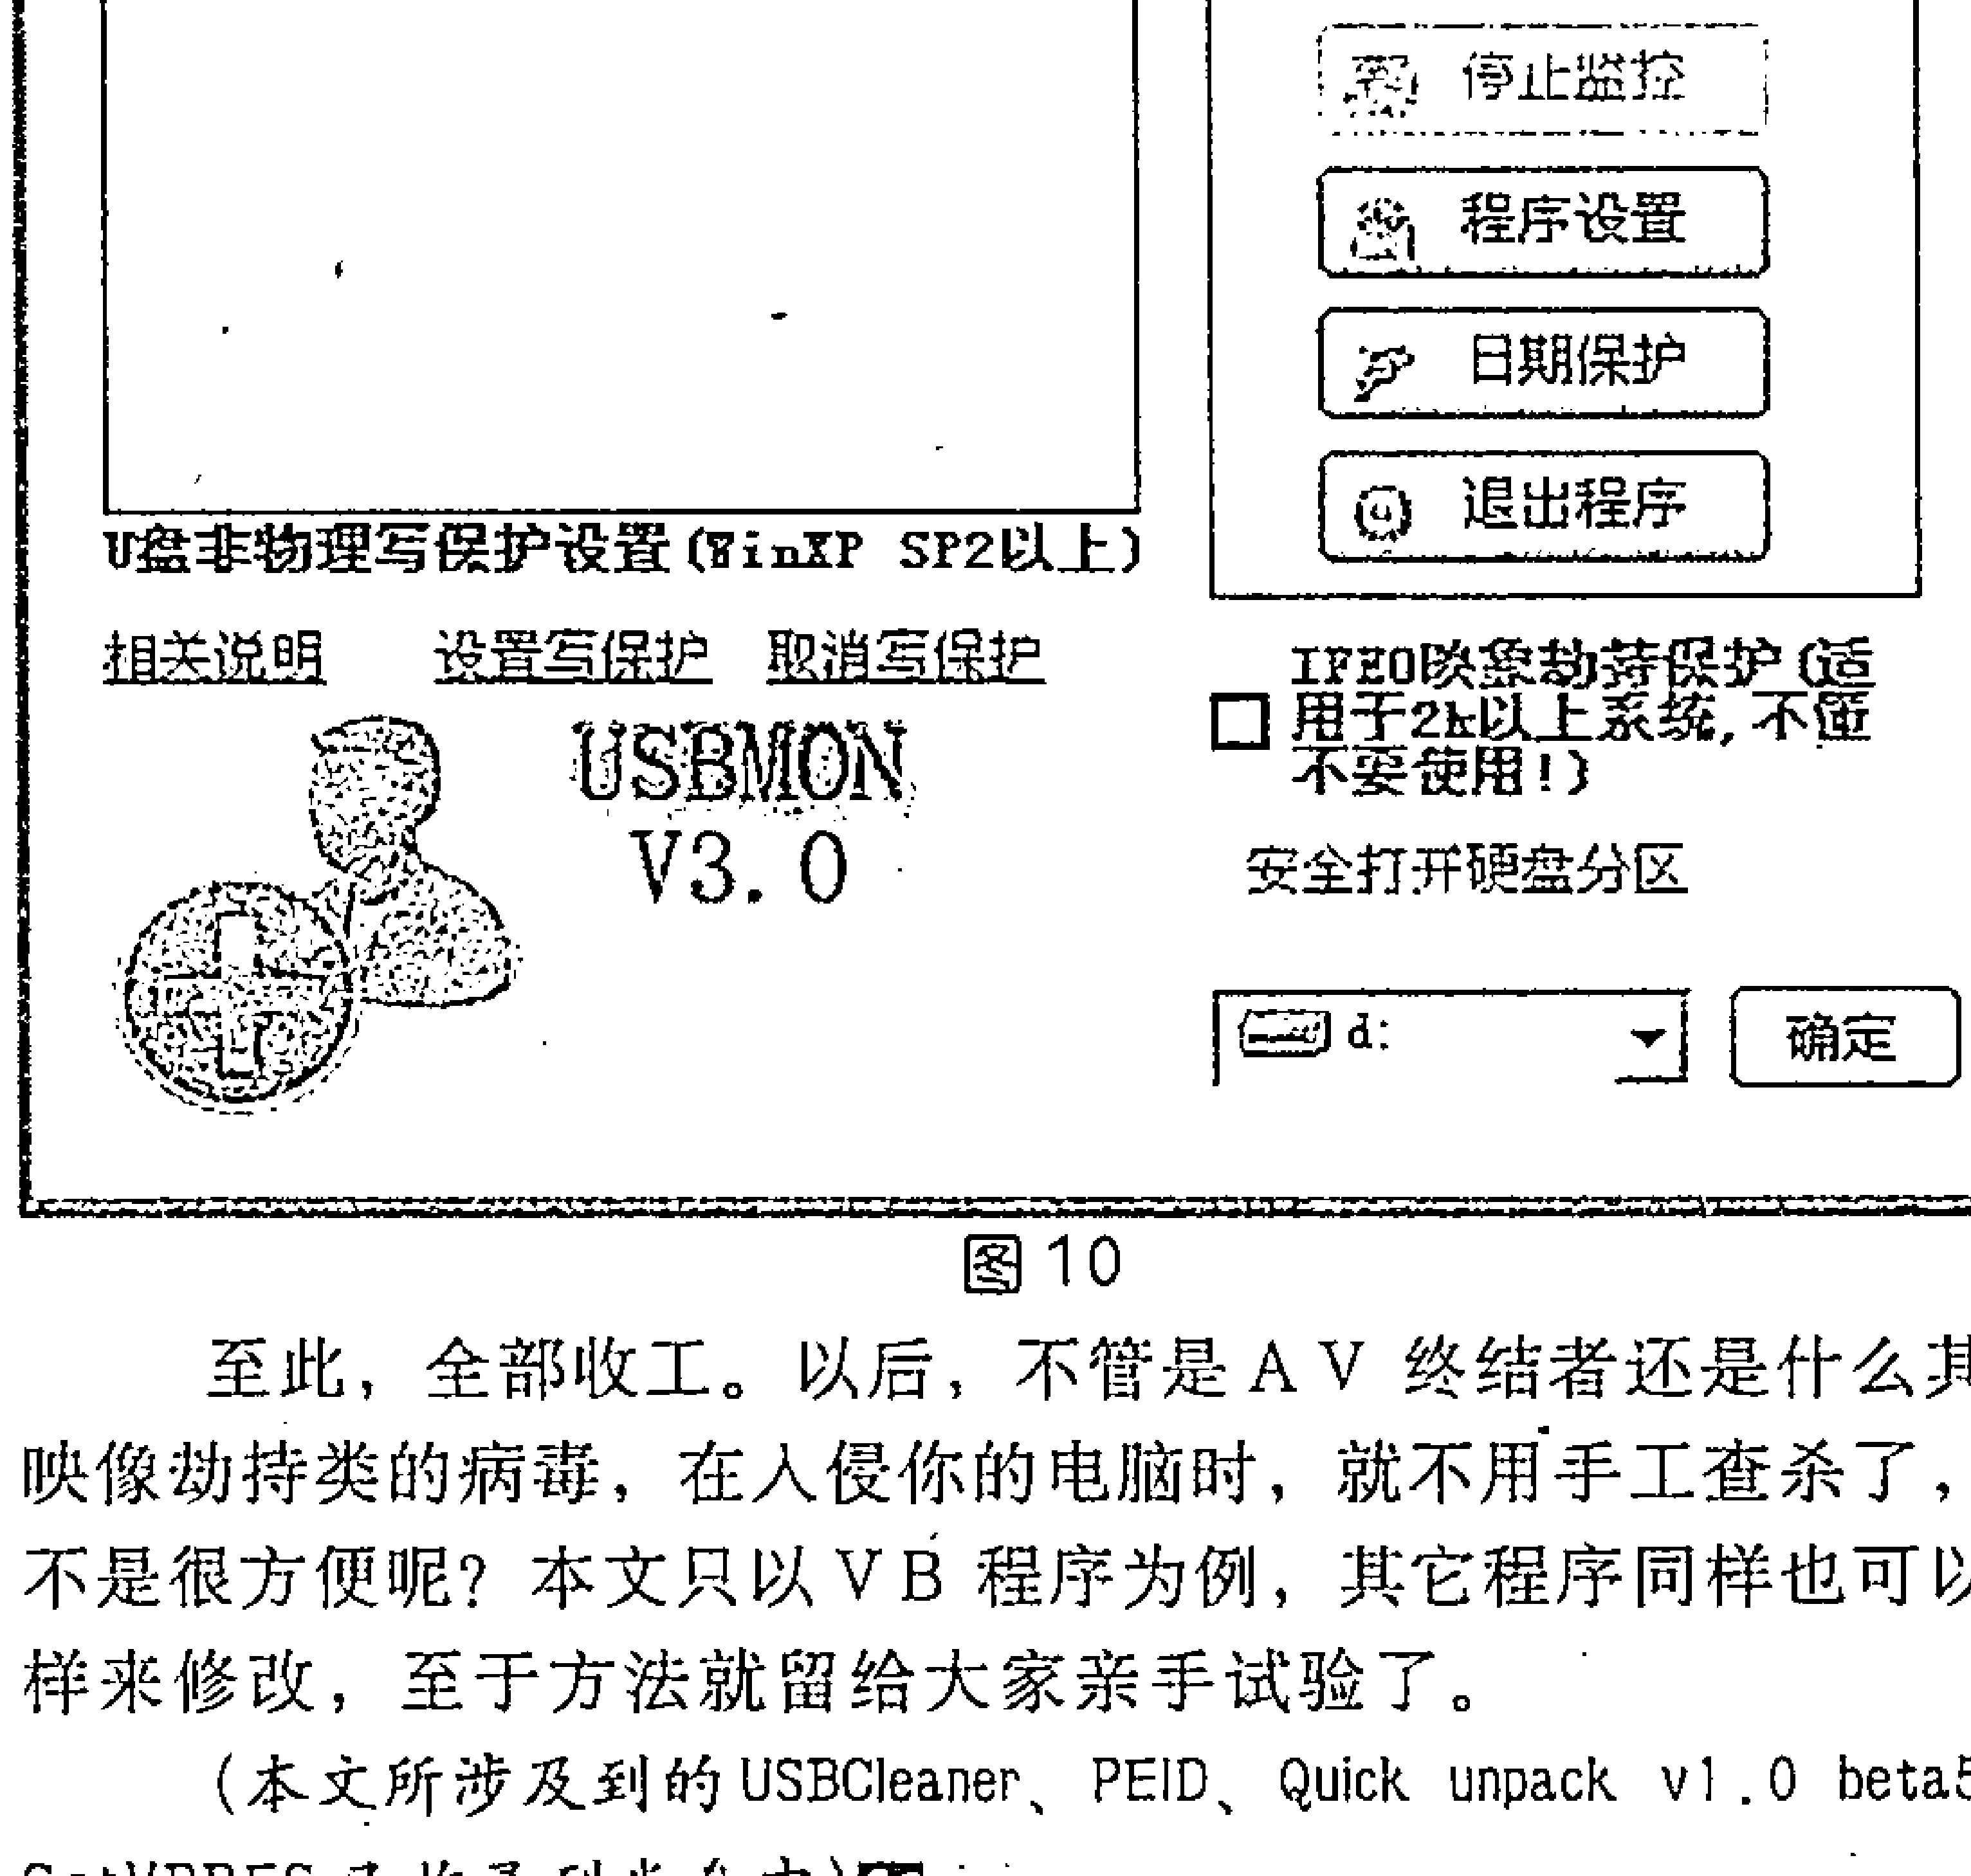 停止监控
程序设置
日期保护
退出程序
U盘非物理写保护设置(WinXP SP2以上)
相关说明 设置写保护 取消写保护
USBMON
V3.0
IFEO映象劫持保护(适
用于2k以上系统,不懂
不要使用!)
安全打开硬盘分区
d:
确定
图10
至此，全部收工。以后，不管是AV 终结者还是什么其
映像劫持类的病毒，在入侵你的电脑时，就不用手工查杀了，
不是很方便呢？本文只以VB 程序为例，其它程序同样也可以
样来修改，至于方法就留给大家亲手试验了。
(本文所涉及到的USBCleaner、PEID、Quick unpack v1.0 beta5